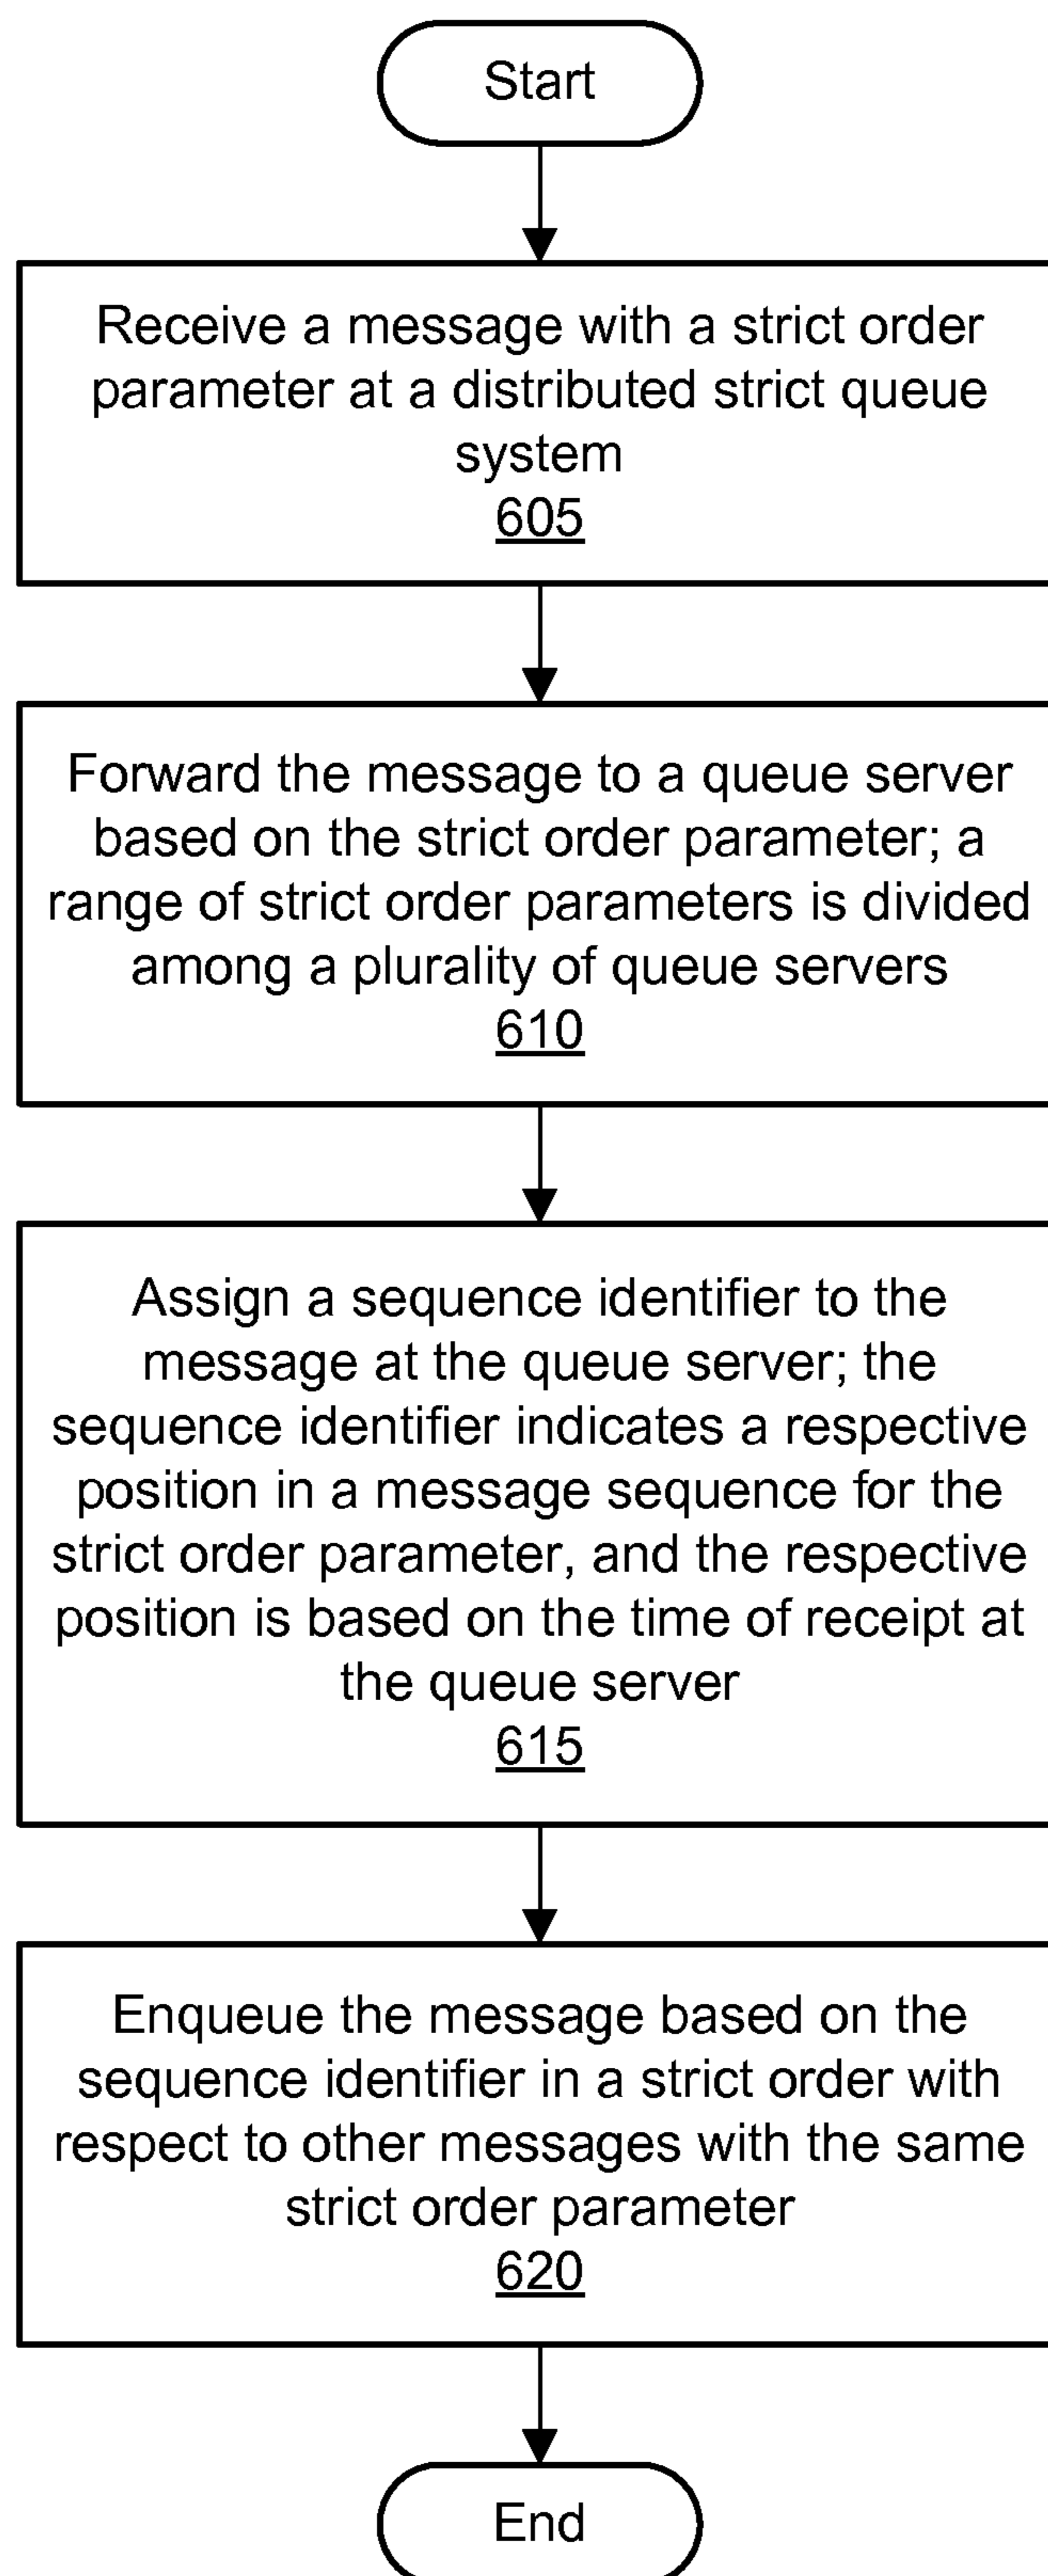 Start
Receive a message with a strict order
parameter at a distributed strict queue
system
605
Forward the message to a queue server
based on the strict order parameter; a
range of strict order parameters is divided
among a plurality of queue servers
610
Assign a sequence identifier to the
message at the queue server; the
sequence identifier indicates a respective
position in a message sequence for the
strict order parameter, and the respective
position is based on the time of receipt at
the queue server
615
Enqueue the message based on the
sequence identifier in a strict order with
respect to other messages with the same
strict order parameter
620
End